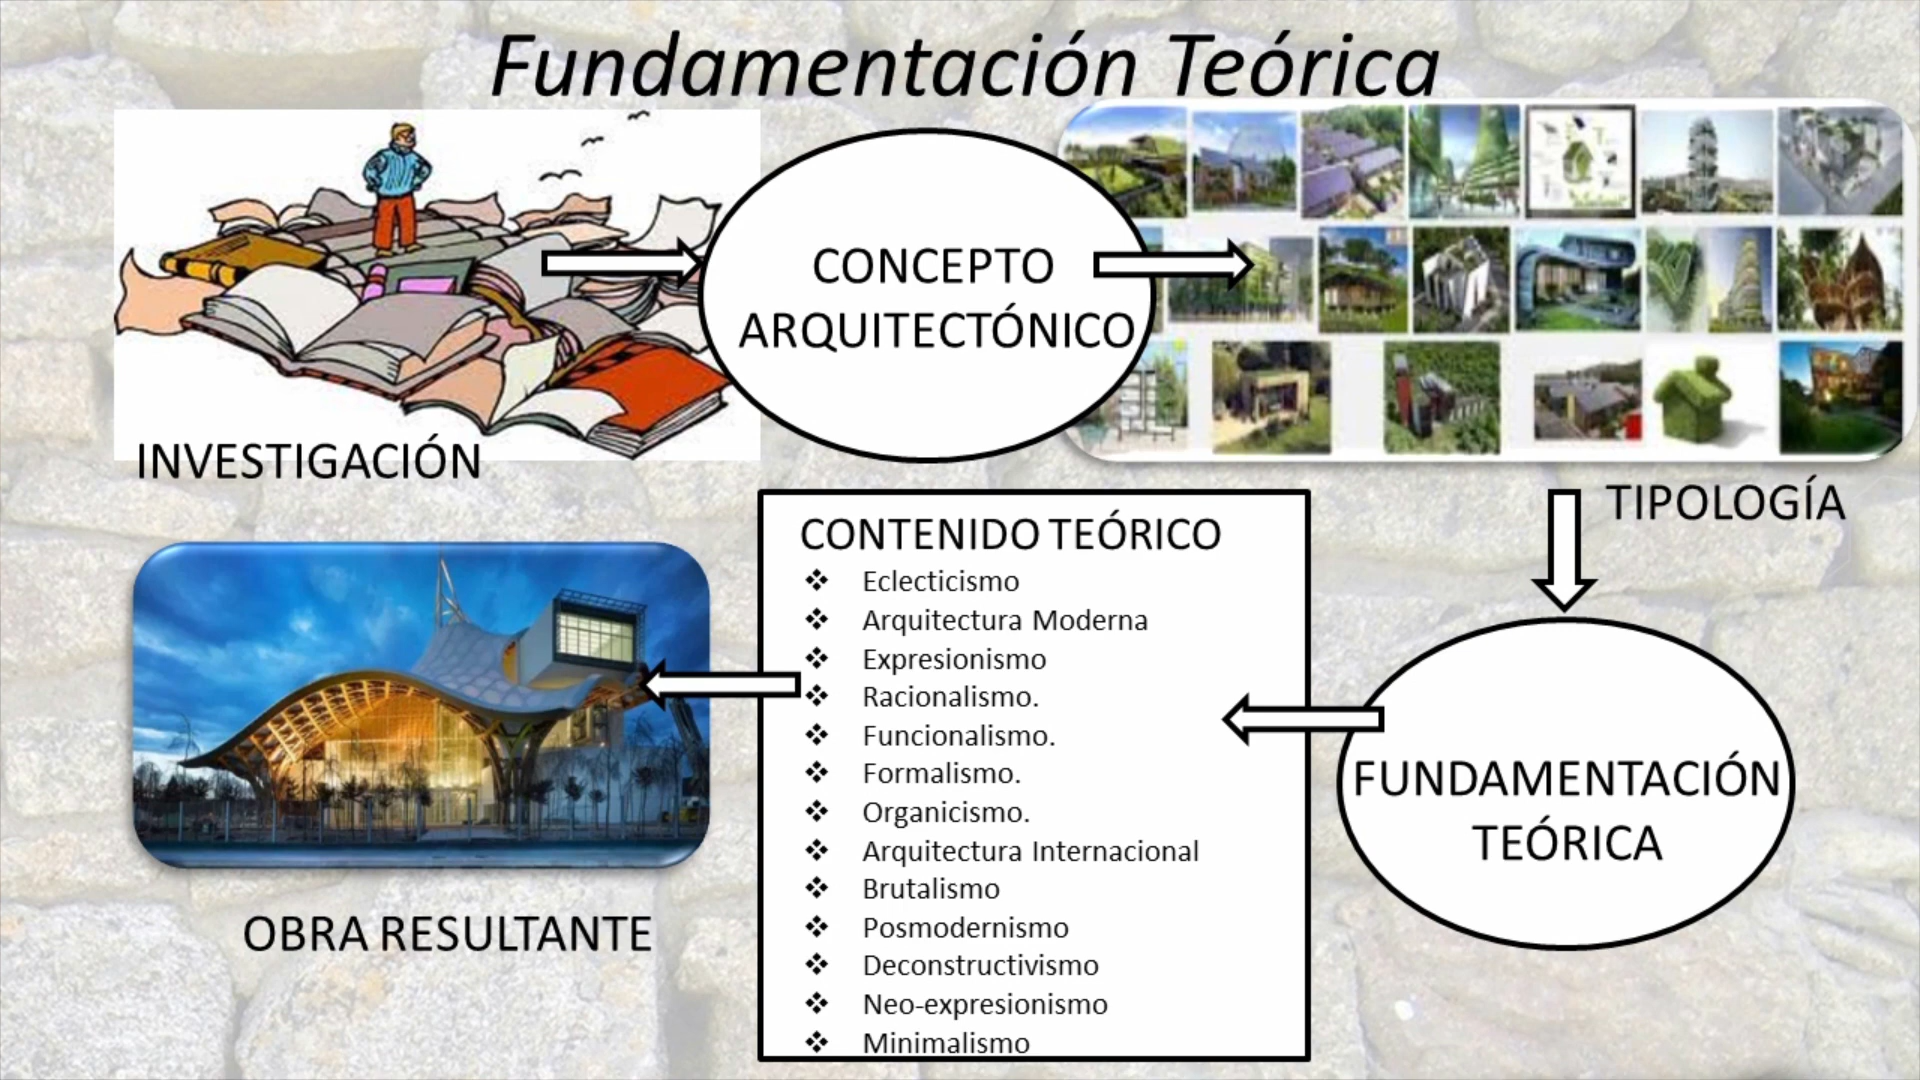 Fundamentación Teórica
INVESTIGACIÓN
CONCEPTO
ARQUITECTÓNICO
TIPOLOGÍA
FUNDAMENTACIÓN
TEÓRICA
CONTENIDO TEÓRICO
❖ Eclecticismo
❖ Arquitectura Moderna
❖ Expresionismo
❖ Racionalismo.
❖ Funcionalismo.
❖ Formalismo.
❖ Organicismo.
❖ Arquitectura Internacional
❖ Brutalismo
❖ Posmodernismo
❖ Deconstructivismo
❖ Neo-expresionismo
❖ Minimalismo
OBRA RESULTANTE